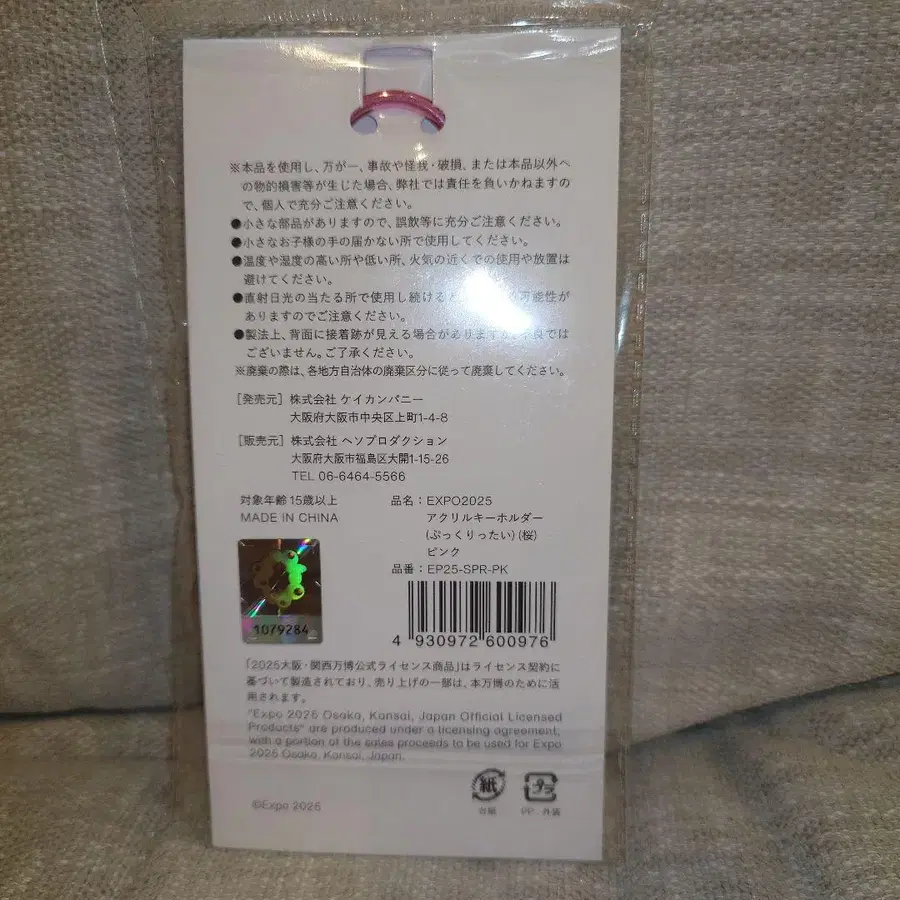 ※本品を使用し、万が一、事故や怪我・破損、または本品以外へ
の物的損害等が生じた場合、弊社では責任を負いかねますの
で、個人で充分ご注意ください。
●小さな部品がありますので、誤飲等に充分ご注意ください。
●小さなお子様の手の届かない所で使用してください。
●温度や湿度の高い所や低い所、火気の近くでの使用や放置は
避けてください。
●直射日光の当たる所で使用し続けると 可能性が
ありますのでご注意ください。
●製法上、背面に接着跡が見える場合があります 良では
ございません。ご了承ください。
※廃棄の際は、各地方自治体の廃棄区分に従って廃棄してください。
[発売元] 株式会社 ケイカンパニー
大阪府大阪市中央区上町1-4-8
[販売元] 株式会社 ヘソプロダクション
大阪府大阪市福島区大開1-15-26
TEL 06-6464-5566
対象年齢15歳以上
MADE IN CHINA
品名：EXPO2025
アクリルキーホルダー
(ぷっくりったい)(桜)
ピンク
品番：EP25-SPR-PK
1079284
4 930972 600976
「2025大阪・関西万博公式ライセンス商品」はライセンス契約に
基づいて製造されており、売り上げの一部は、本万博のために活
用されます。
"Expo 2025 Osaka, Kansai, Japan Official Licensed
Products" are produced under a licensing agreement,
with a portion of the sales proceeds to be used for Expo
2025 Osaka, Kansai, Japan.
紙
プラ
台紙
PP：外袋
©Expo 2025